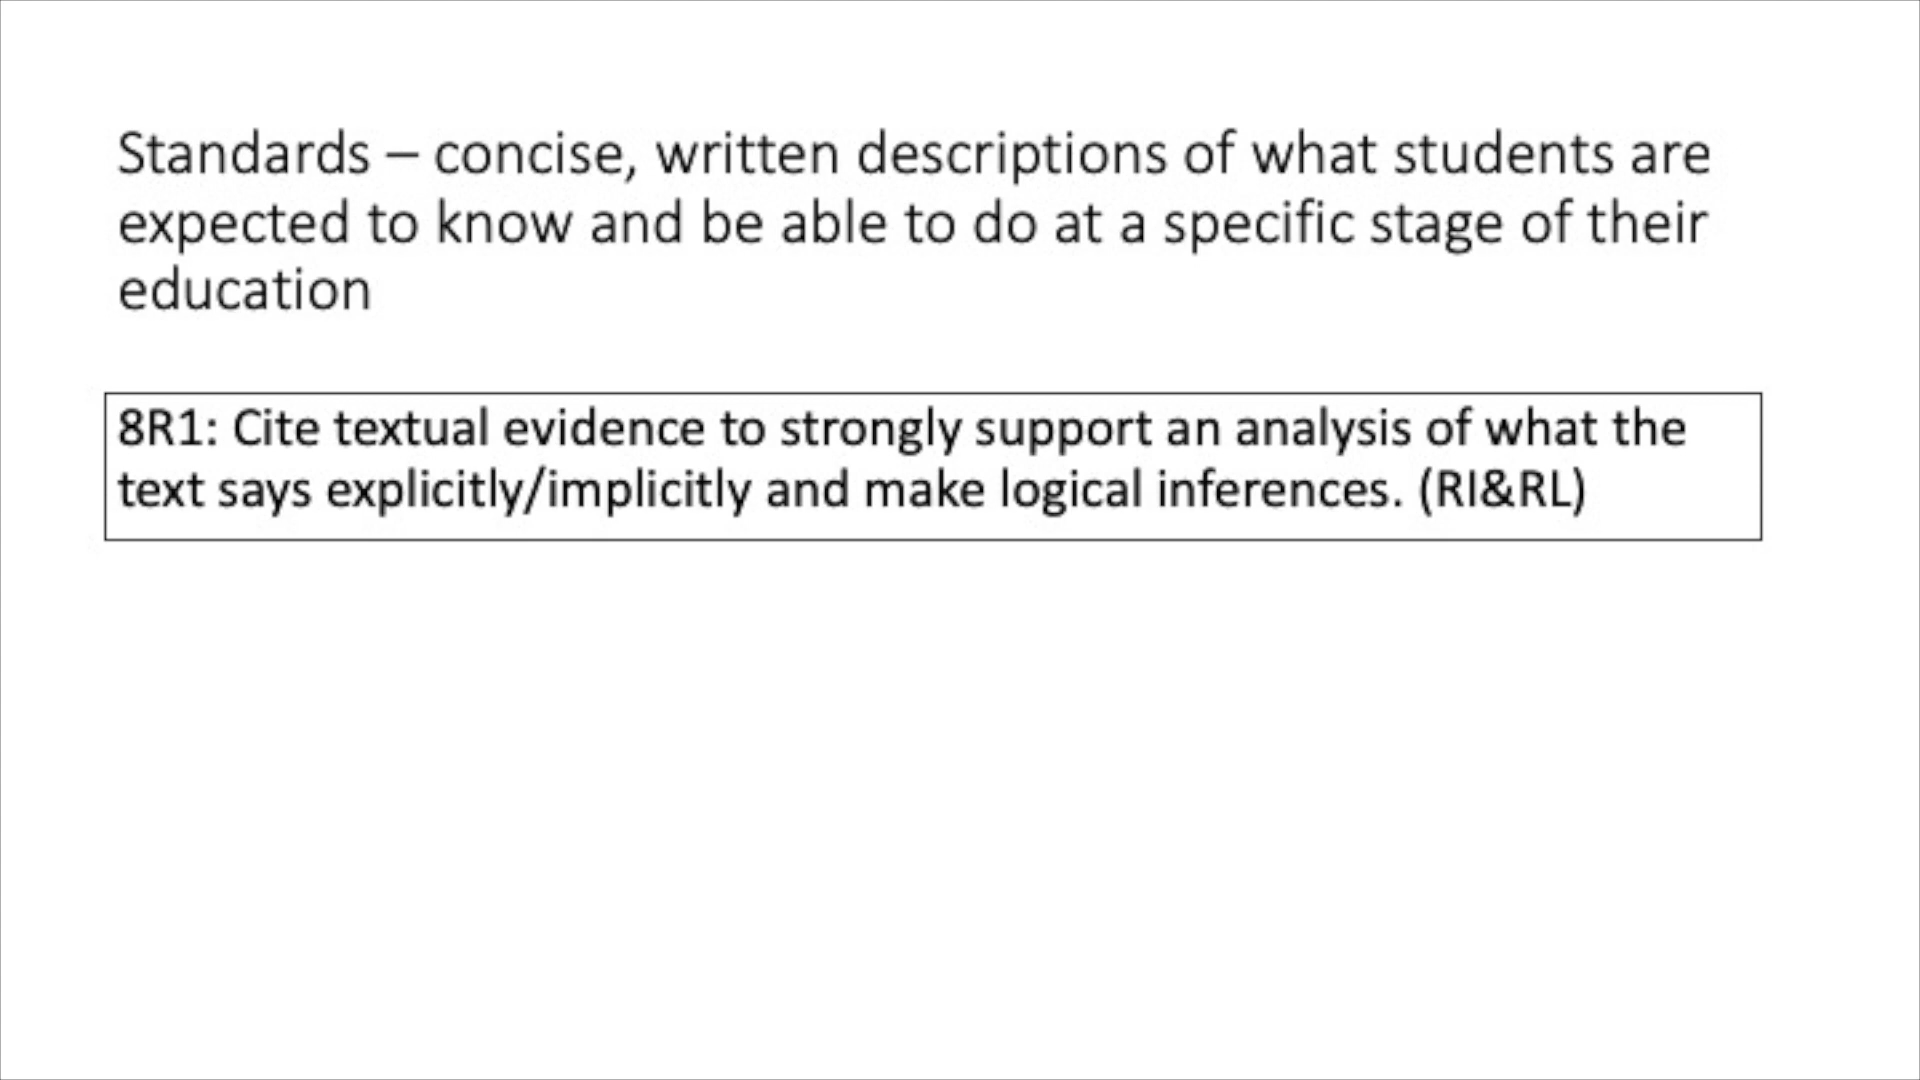 Standards – concise, written descriptions of what students are
expected to know and be able to do at a specific stage of their
education
8R1: Cite textual evidence to strongly support an analysis of what the
text says explicitly/implicitly and make logical inferences. (RI&RL)